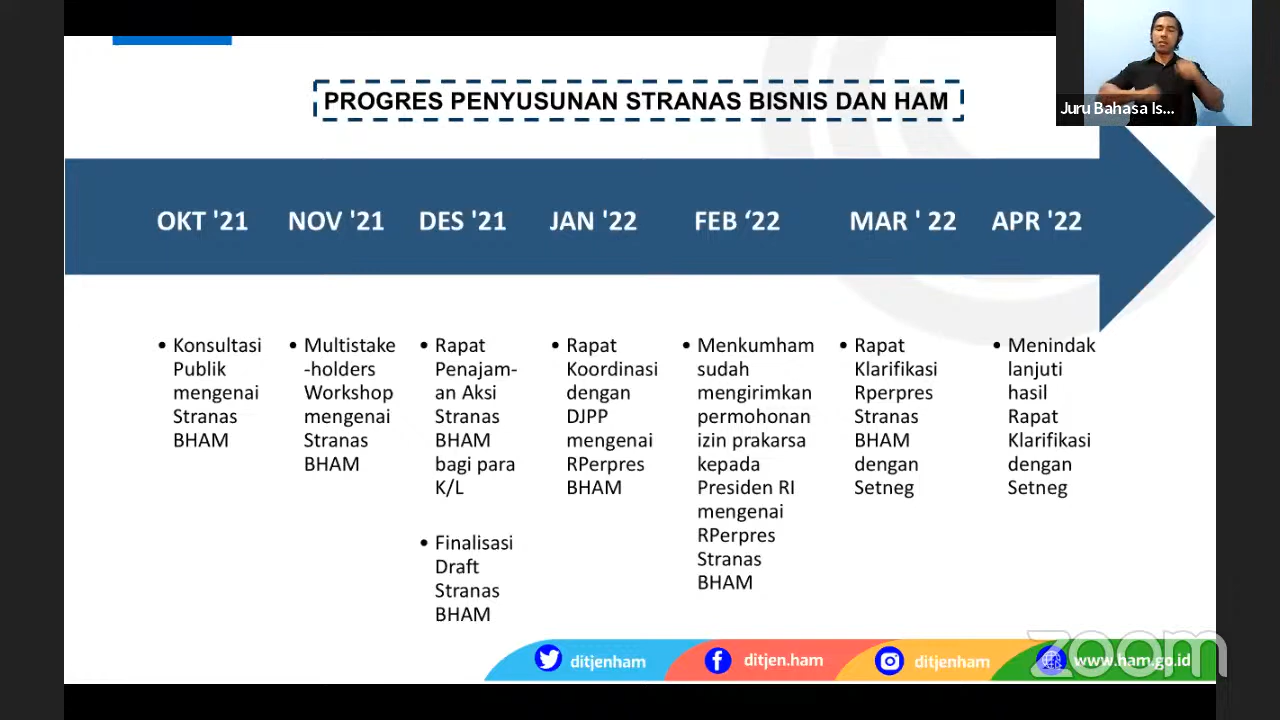 PROGRES PENYUSUNAN STRANAS BISNIS DAN HAM
Juru Bahasa Is...
OKT '21
NOV '21
DES '21
JAN '22
FEB ‘22
MAR ' 22
APR '22
• Konsultasi
Publik
mengenai
Stranas
BHAM
• Multistake
-holders
Workshop
mengenai
Stranas
BHAM
• Rapat
Penajam-
an Aksi
Stranas
BHAM
bagi para
K/L
• Finalisasi
Draft
Stranas
BHAM
• Rapat
Koordinasi
dengan
DJPP
mengenai
RPerpres
BHAM
• Menkumham
sudah
mengirimkan
permohonan
izin prakarsa
kepada
Presiden RI
mengenai
RPerpres
Stranas
BHAM
• Rapat
Klarifikasi
Rperpres
Stranas
BHAM
dengan
Setneg
• Menindak
lanjuti
hasil
Rapat
Klarifikasi
dengan
Setneg
ditjenham
ditjen.ham
ditjenham
www.ham.go.id
zoom